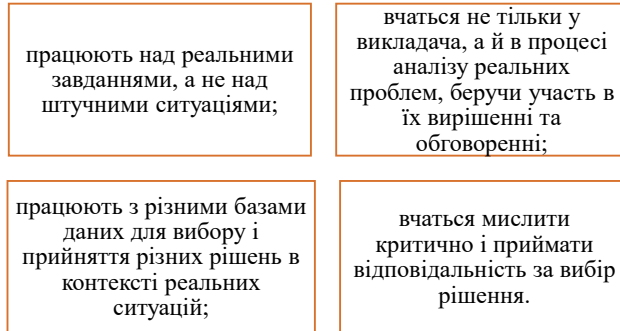 працюють над реальними
завданнями, а не над
штучними ситуаціями;
вчаться не тільки у
викладача, а й в процесі
аналізу реальних
проблем, беручи участь в
їх вирішенні та
обговоренні;
працюють з різними базами
даних для вибору і
прийняття різних рішень в
контексті реальних
ситуацій;
вчаться мислити
критично і приймати
відповідальність за вибір
рішення.